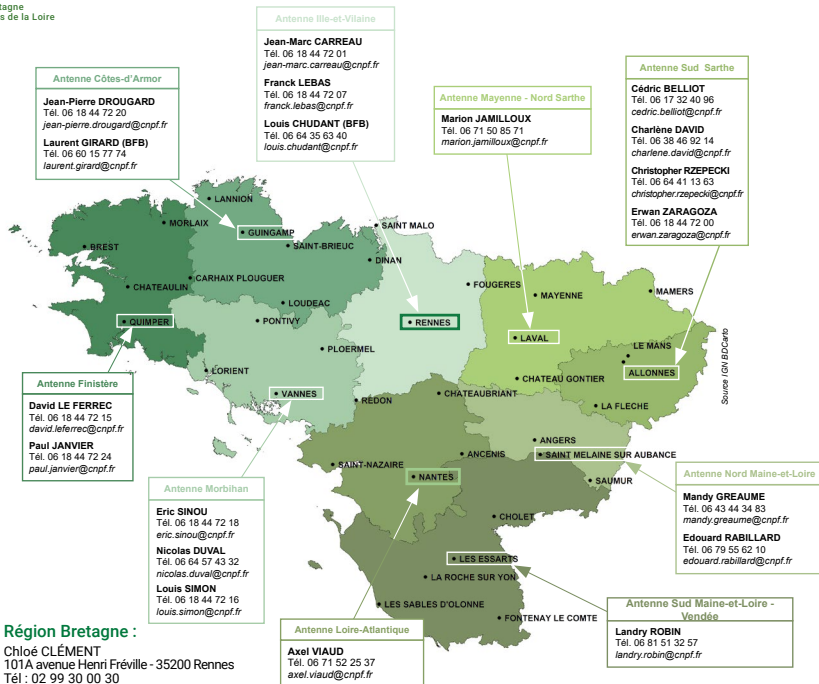 tagne
s de la Loire
Antenne Ille-et-Vilaine
Jean-Marc CARREAU
Tél. 06 18 44 72 01
jean-marc.carreau@cnpf.fr
Franck LEBAS
Tél. 06 18 44 72 07
franck.lebas@cnpf.fr
Louis CHUDANT (BFB)
Tél. 06 64 35 63 40
louis.chudant@cnpf.fr
Antenne Côtes-d'Armor
Jean-Pierre DROUGARD
Tél. 06 18 44 72 20
jean-pierre.drougard@cnpf.fr
Laurent GIRARD (BFB)
Tél. 06 60 15 77 74
laurent.girard@cnpf.fr
Antenne Mayenne - Nord Sarthe
Marion JAMILLOUX
Tél. 06 71 50 85 71
marion.jamilloux@cnpf.fr
Antenne Sud Sarthe
Cédric BELLIOT
Tél. 06 17 32 40 96
cedric.belliot@cnpf.fr
Charlène DAVID
Tél. 06 38 46 92 14
charlene.david@cnpf.fr
Christopher RZEPECKI
Tél. 06 64 41 13 63
christopher.rzepecki@cnpf.fr
Erwan ZARAGOZA
Tél. 06 18 44 72 00
erwan.zaragoza@cnpf.fr
LANNION
MORLAIX
GUINGAMP
SAINT MALO
BREST
SAINT-BRIEUC
DINAN
CARHAIX PLOUGUER
CHATEAULIN
FOUGERES
MAYENNE
MAMERS
LOUDEAC
QUIMPER
PONTIVY
RENNES
LAVAL
PLOERMEL
LE MANS
LORIENT
ALLONNES
CHATEAU GONTIER
VANNES
REDON
CHATEAUBRIANT
LA FLECHE
Source IGN BDCarto
ANGERS
ANCENIS
SAINT MELAINE SUR AUBANCE
SAINT-NAZAIRE
NANTES
SAUMUR
CHOLET
LES ESSARTS
LA ROCHE SUR YON
LES SABLES D'OLONNE
FONTENAY LE COMTE
Antenne Finistère
David LE FERREC
Tél. 06 18 44 72 15
david.leferrec@cnpf.fr
Paul JANVIER
Tél. 06 18 44 72 24
paul.janvier@cnpf.fr
Antenne Morbihan
Eric SINOU
Tél. 06 18 44 72 18
eric.sinou@cnpf.fr
Nicolas DUVAL
Tél. 06 64 57 43 32
nicolas.duval@cnpf.fr
Louis SIMON
Tél. 06 18 44 72 16
louis.simon@cnpf.fr
Antenne Nord Maine-et-Loire
Mandy GREAUME
Tél. 06 43 44 34 83
mandy.greaume@cnpf.fr
Edouard RABILLARD
Tél. 06 79 55 62 10
edouard.rabillard@cnpf.fr
Antenne Sud Maine-et-Loire -
Vendée
Landry ROBIN
Tél. 06 81 51 32 57
landry.robin@cnpf.fr
Antenne Loire-Atlantique
Axel VIAUD
Tél. 06 71 52 25 37
axel.viaud@cnpf.fr
Région Bretagne :
Chloé CLÉMENT
101A avenue Henri Fréville - 35200 Rennes
Tél : 02 99 30 00 30